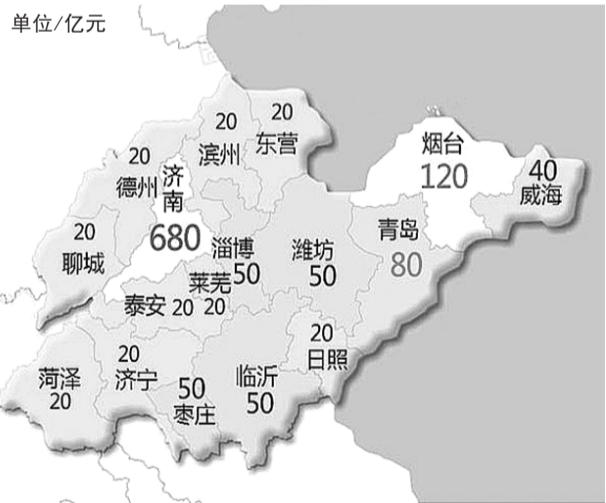 单位/亿元
20
滨州
20
东营
烟台
120
40
威海
20
德州
济南
680
20
聊城
淄博
50
潍坊
50
青岛
80
莱芜
20
泰安 20
20
日照
20
济宁
菏泽
20
50
枣庄
临沂
50